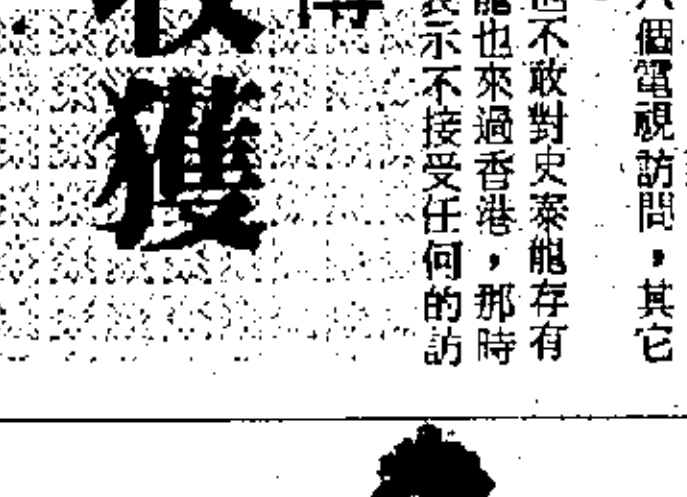 個電視訪問，其它
不敢對史泰龍存有
龍也來過香港，那時
表示不接受任何的訪
收獲